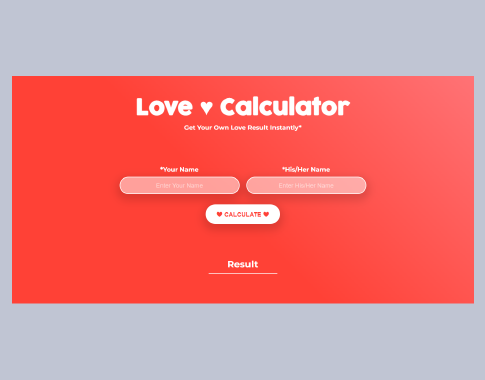 Love ♥ Calculator
Get Your Own Love Result Instantly*
*Your Name
*His/Her Name
Enter Your Name
Enter His/Her Name
♥ CALCULATE ♥
Result